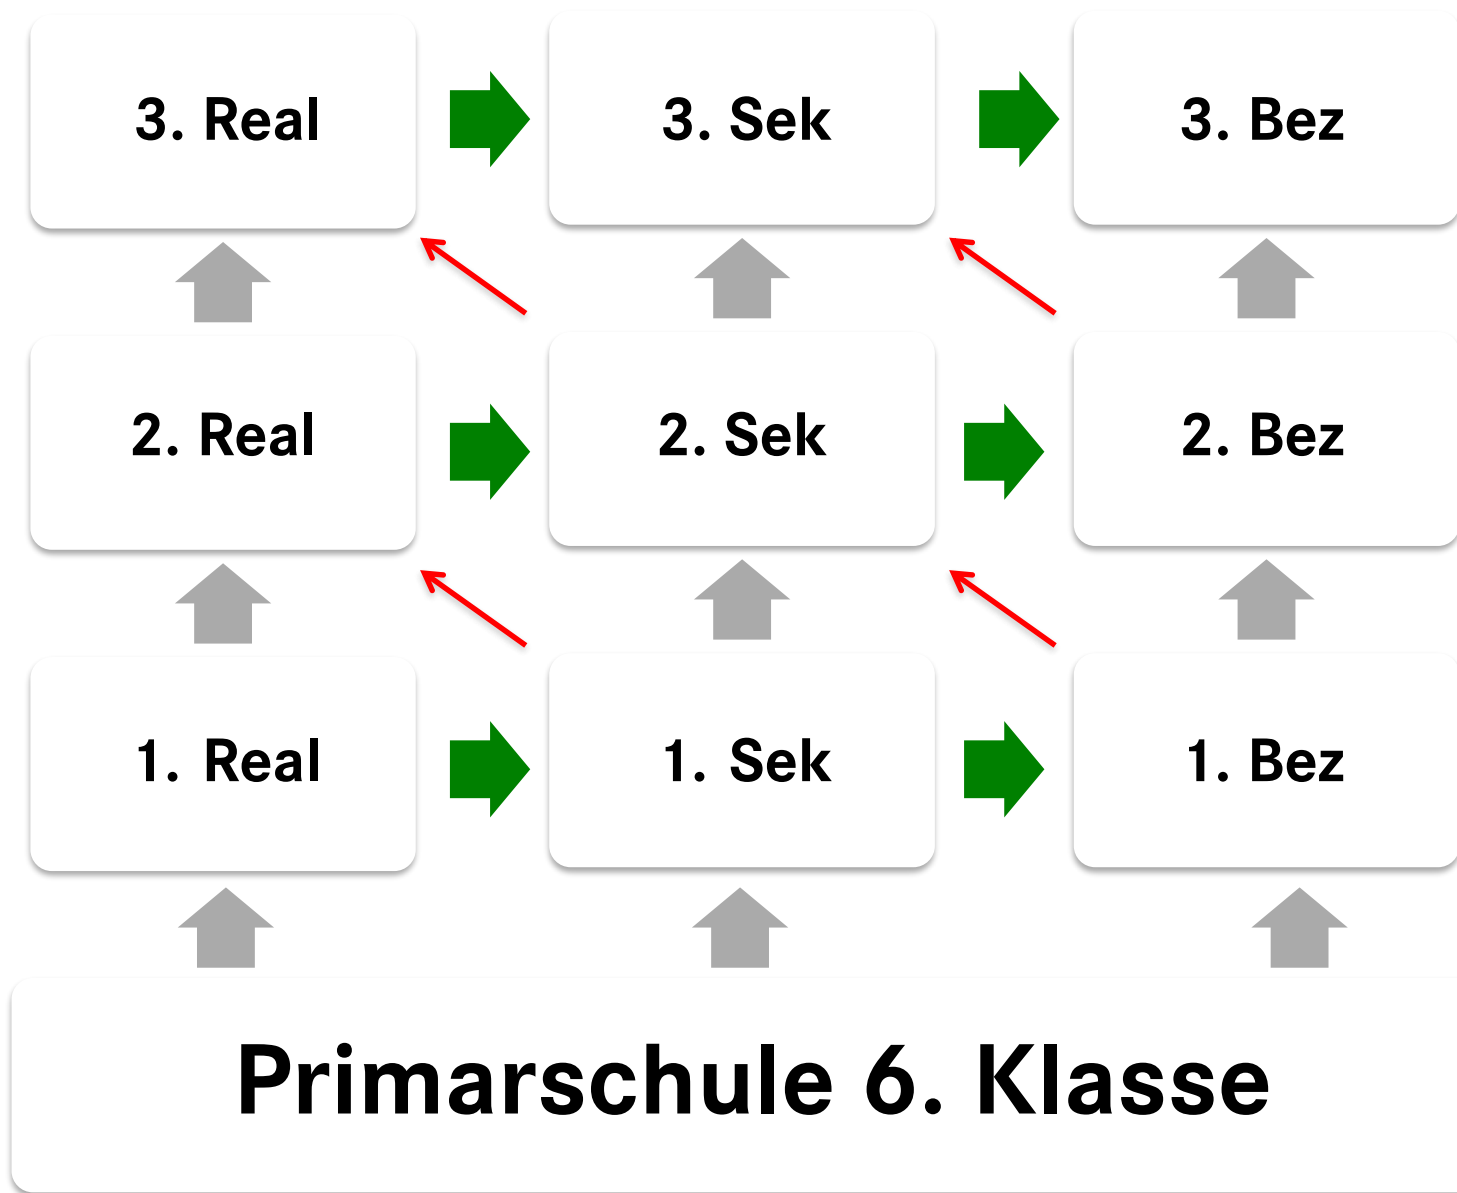 3. Real
3. Sek
3. Bez
2. Real
2. Sek
2. Bez
1. Real
1. Sek
1. Bez
Primarschule 6. Klasse